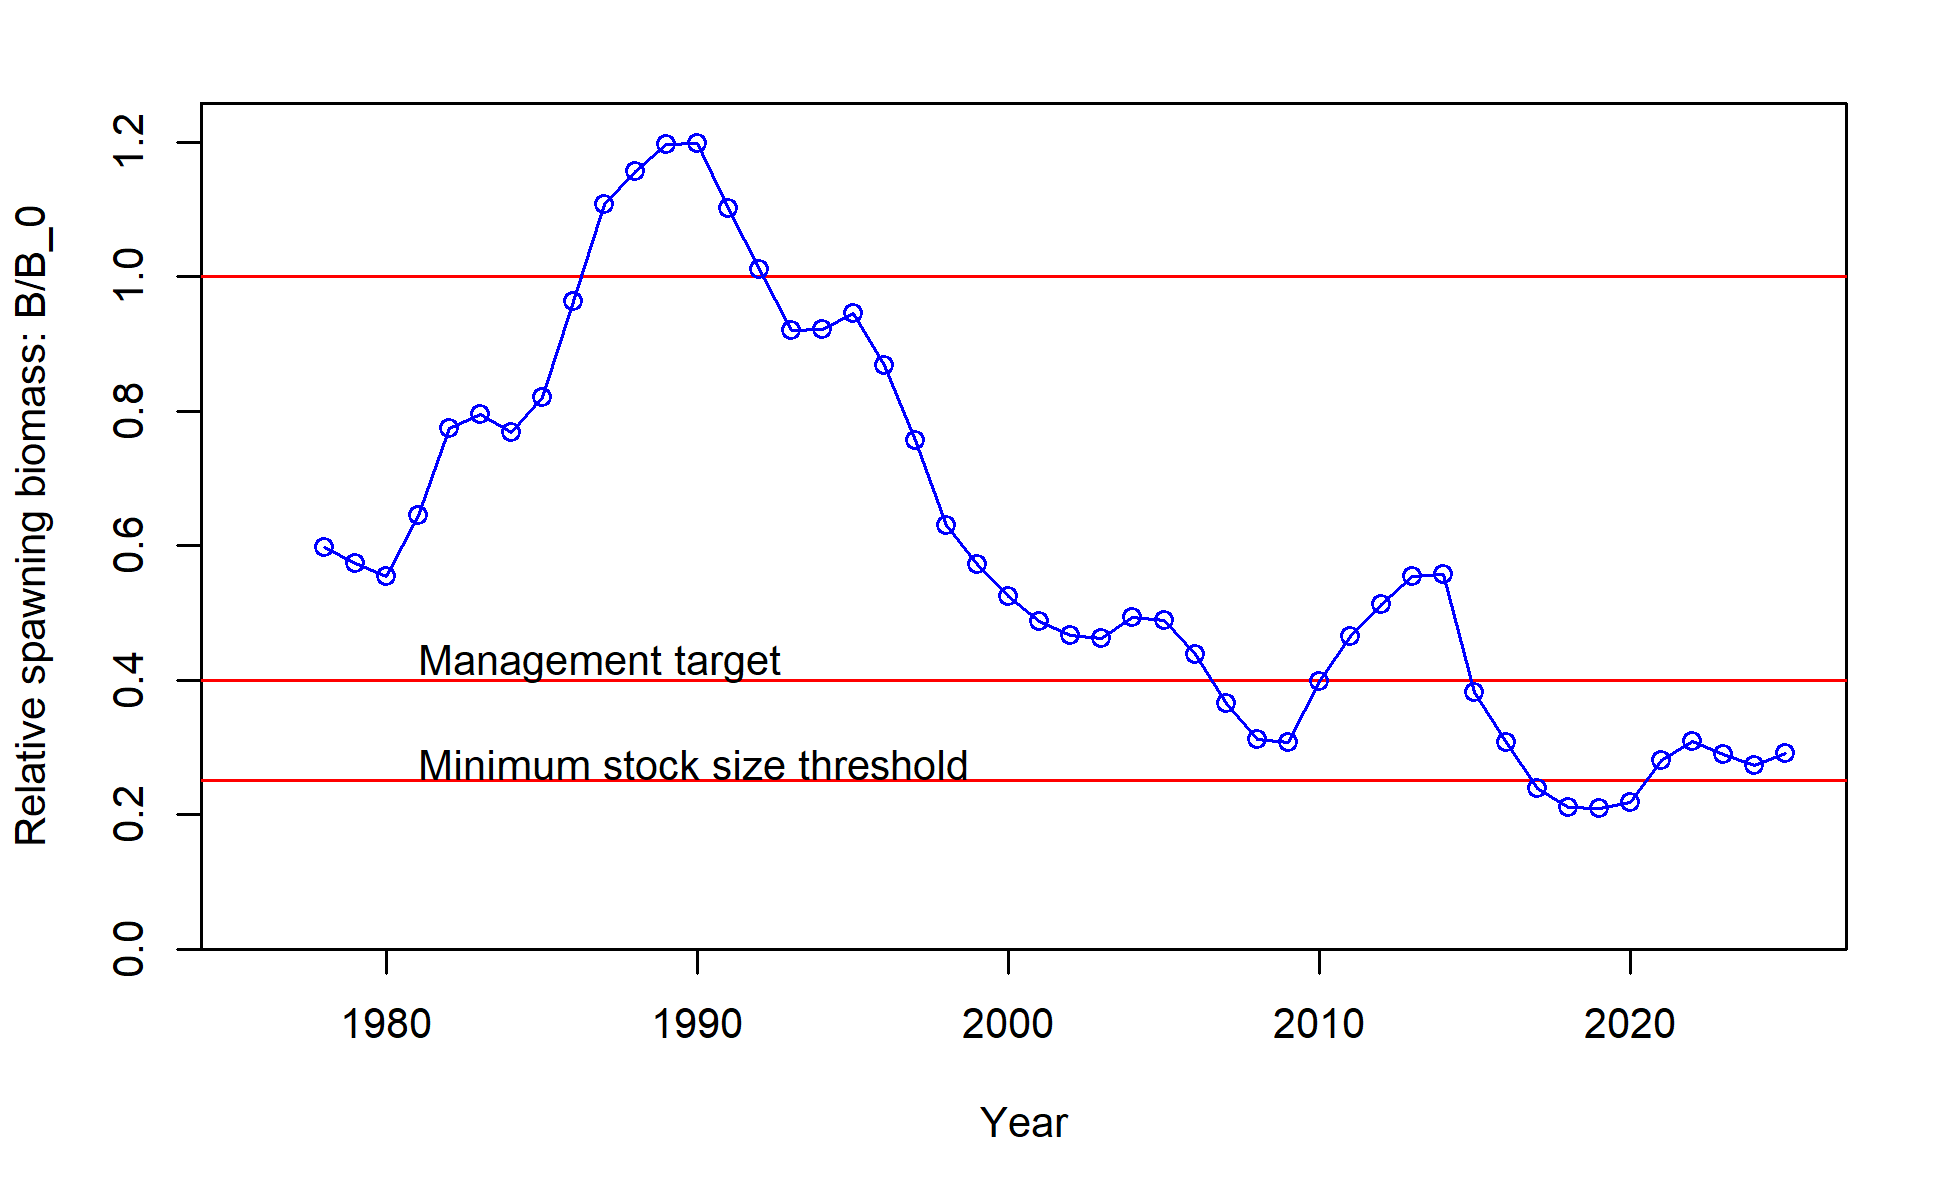 Relative spawning biomass: B/B_0
1.2
1.0
0.8
0.6
0.4
0.2
0.0
Management target
Minimum stock size threshold
1980 1990 2000 2010 2020
Year